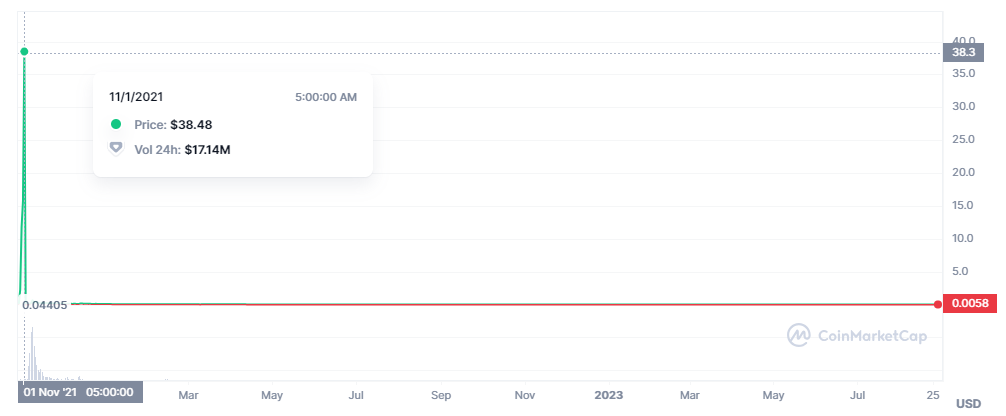 40.0
38.3
35.0
11/1/2021 5:00:00 AM
30.0
Price: $38.48
25.0
Vol 24h: $17.14M
20.0
15.0
10.0
5.0
0.04405
0.0058
CoinMarketCap
01 Nov '21 05:00:00 Mar May Jul Sep Nov 2023 Mar May Jul 25
USD